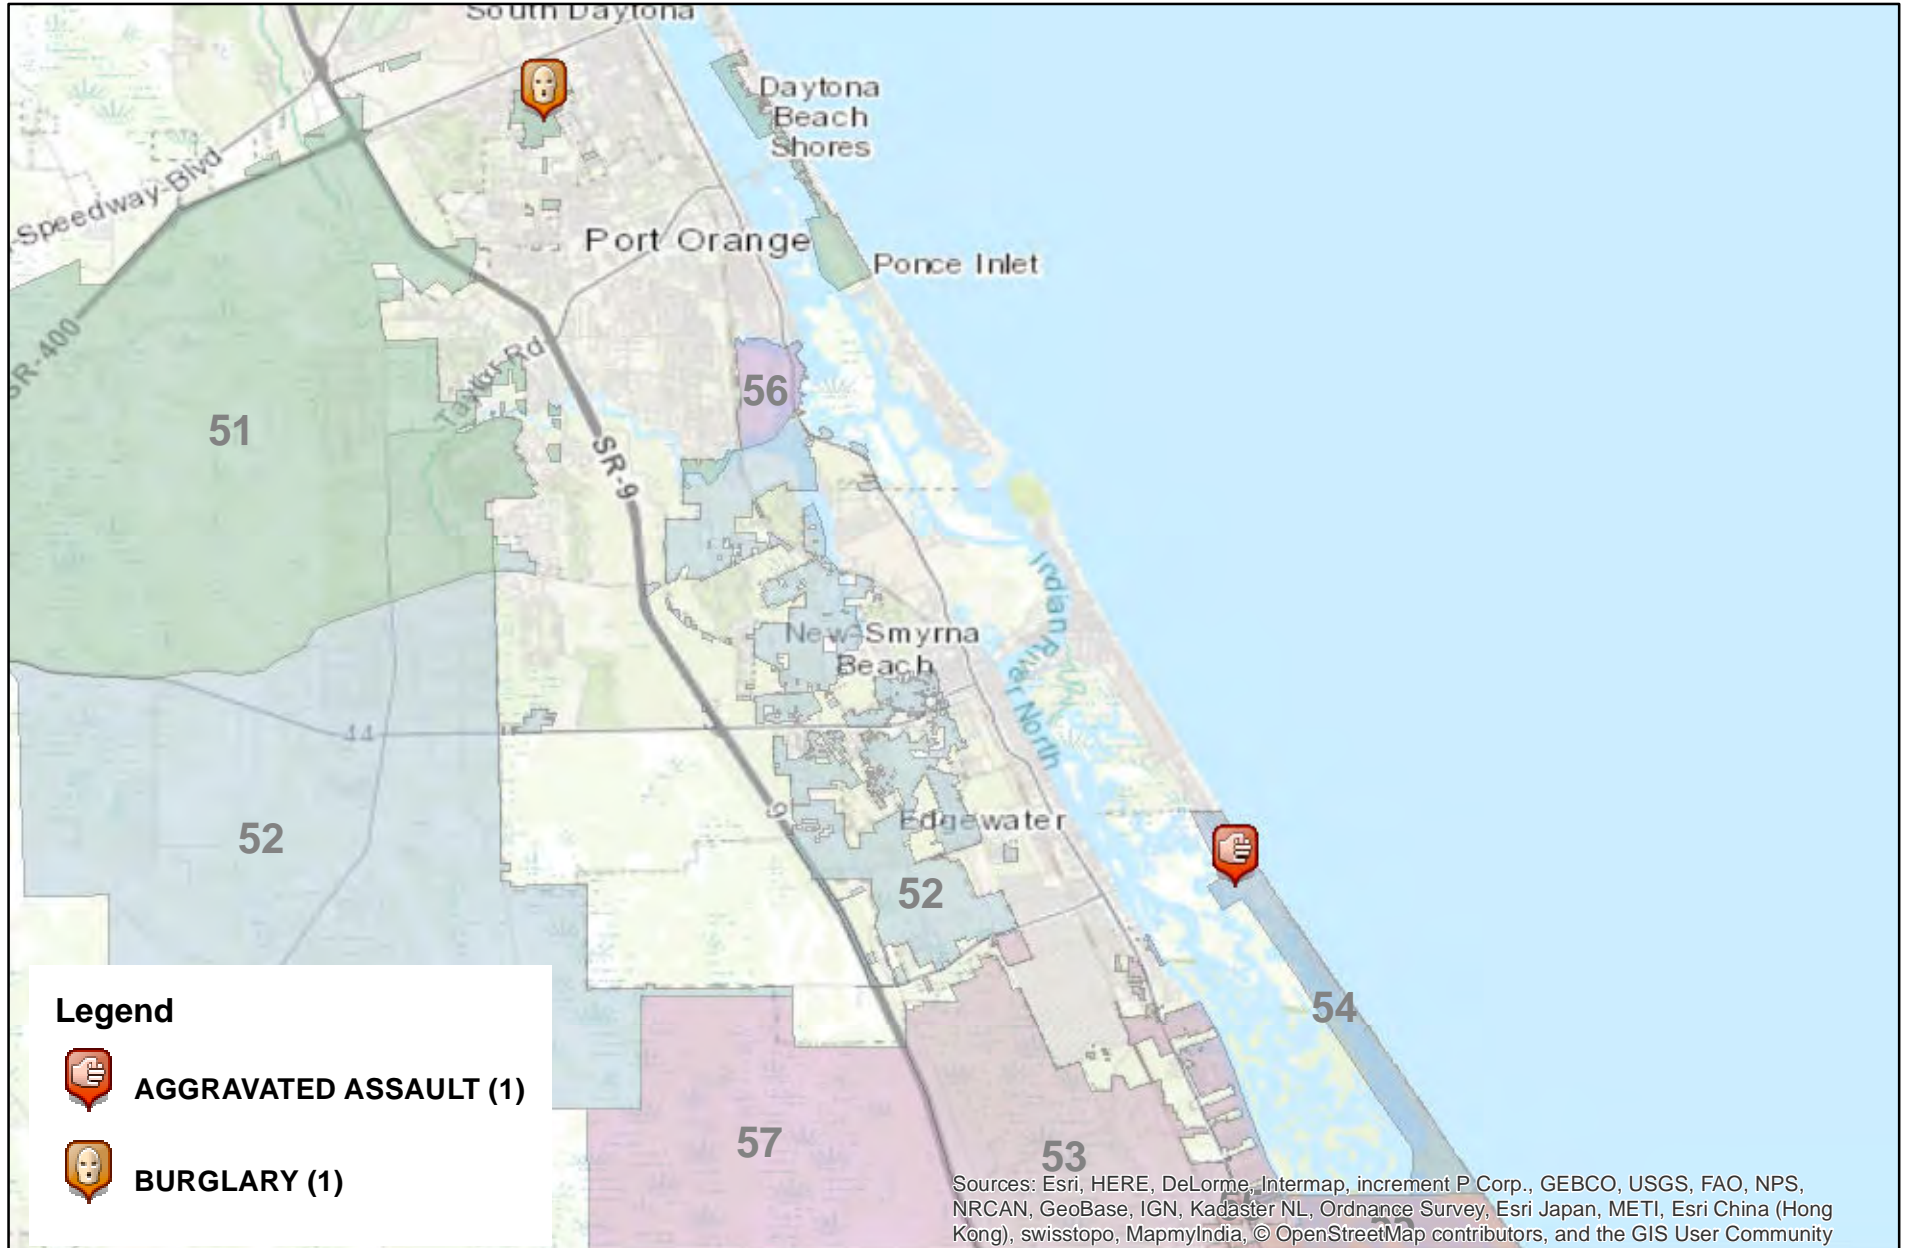 South Daytona
Daytona
Beach
Shores
-Speedway-Blvd
Port Orange
Ponce Inlet
SR-400
Taylor-Rd
56
51
SR-9
Indian River North
New-Smyrna
Beach
44
9
52
Edgewater
52
54
Legend
AGGRAVATED ASSAULT (1)
BURGLARY (1)
57
53
Sources: Esri, HERE, DeLorme, Intermap, increment P Corp., GEBCO, USGS, FAO, NPS,
NRCAN, GeoBase, IGN, Kadaster NL, Ordnance Survey, Esri Japan, METI, Esri China (Hong
Kong), swisstopo, MapmyIndia, © OpenStreetMap contributors, and the GIS User Community